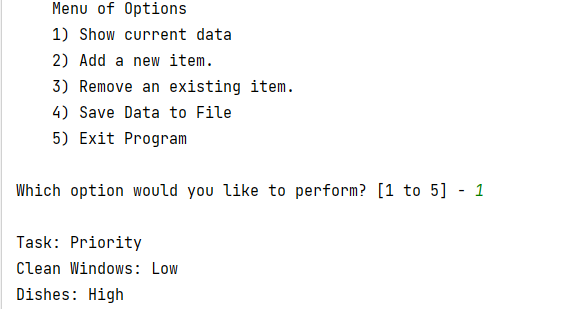 Menu of Options
1) Show current data
2) Add a new item.
3) Remove an existing item.
4) Save Data to File
5) Exit Program
Which option would you like to perform? [1 to 5] - 1
Task: Priority
Clean Windows: Low
Dishes: High